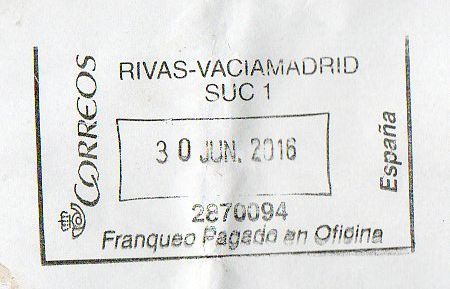 CORREOS
RIVAS-VACIAMADRID
SUC 1
30 JUN. 2016
2870094
Franqueo Pagado en Oficina
España